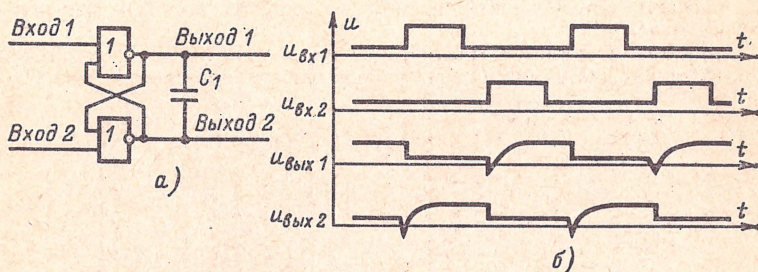 Вход 1
1
Выход 1
C1
Вход 2
1
Выход 2
а)
u
uвх1
t
uвх.2
t
uвых 1
t
uвых 2
t
б)